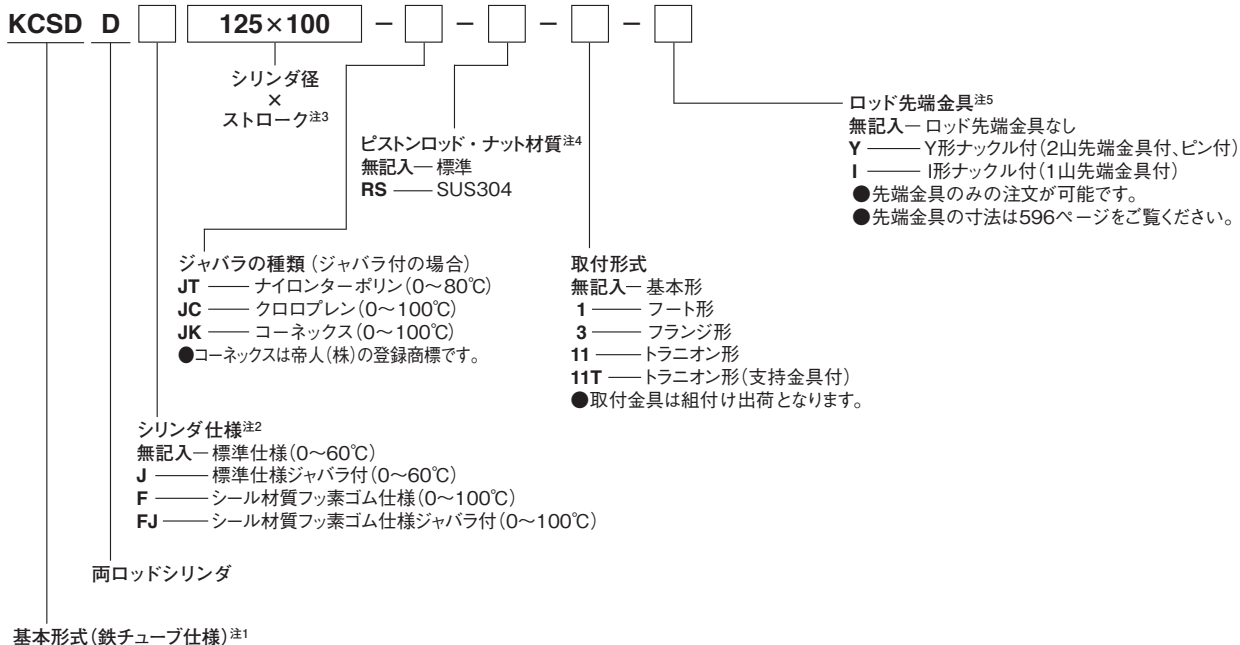 KCSD D □ 125×100 － □ － □ － □ － □
シリンダ径
×
ストローク注3
ロッド先端金具注5
無記入— ロッド先端金具なし
Y —— Y形ナックル付（2山先端金具付、ピン付）
I —— I形ナックル付（1山先端金具付）
●先端金具のみの注文が可能です。
●先端金具の寸法は596ページをご覧ください。
ピストンロッド・ナット材質注4
無記入— 標準
RS —— SUS304
ジャバラの種類（ジャバラ付の場合）
JT —— ナイロンターポリン（0～80℃）
JC —— クロロプレン（0～100℃）
JK —— コーネックス（0～100℃）
●コーネックスは帝人（株）の登録商標です。
取付形式
無記入— 基本形
1 —— フート形
3 —— フランジ形
11 —— トラニオン形
11T —— トラニオン形（支持金具付）
●取付金具は組付け出荷となります。
シリンダ仕様注2
無記入— 標準仕様（0～60℃）
J —— 標準仕様ジャバラ付（0～60℃）
F —— シール材質フッ素ゴム仕様（0～100℃）
FJ —— シール材質フッ素ゴム仕様ジャバラ付（0～100℃）
両ロッドシリンダ
基本形式（鉄チューブ仕様）注1